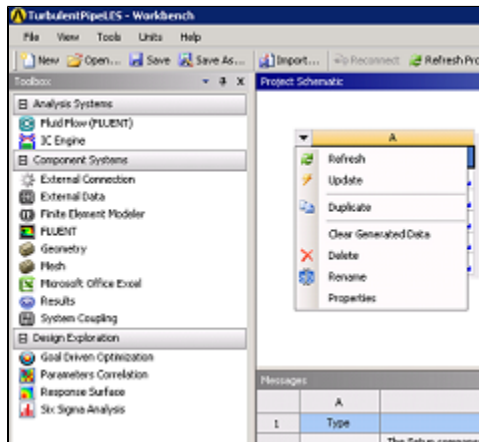 TurbulentPipeLES - Workbench
File View Tools Units Help
New Open... Save Save As... Import... Reconnect Refresh Pro
Toolbox X Project Schematic
Analysis Systems
Fluid Flow (FLUENT)
IC Engine
Component Systems
External Connection
External Data
Finite Element Modeler
FLUENT
Geometry
Mesh
Microsoft Office Excel
Results
System Coupling
Design Exploration
Goal Driven Optimization
Parameters Correlation
Response Surface
Six Sigma Analysis
A
Refresh
Update
Duplicate
Clear Generated Data
Delete
Rename
Properties
Messages
A
1 Type
The Setup compone